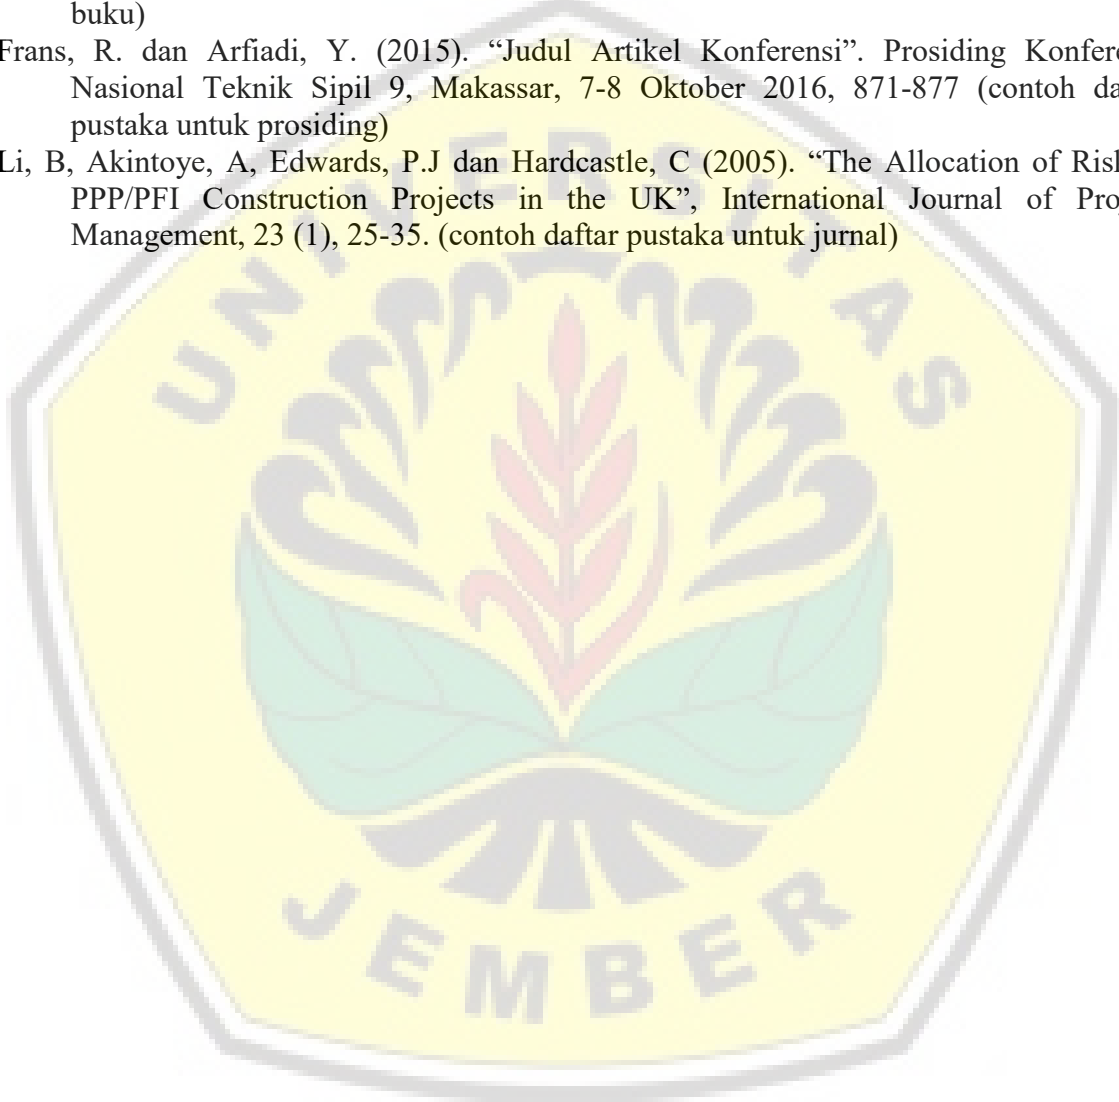 buku)
Frans, R. dan Arfiadi, Y. (2015). “Judul Artikel Konferensi”. Prosiding Konfere
Nasional Teknik Sipil 9, Makassar, 7-8 Oktober 2016, 871-877 (contoh da
pustaka untuk prosiding)
Li, B, Akintoye, A, Edwards, P.J dan Hardcastle, C (2005). “The Allocation of Risk
PPP/PFI Construction Projects in the UK”, International Journal of Pro
Management, 23 (1), 25-35. (contoh daftar pustaka untuk jurnal)
UNIVERSITAS
JEMBER